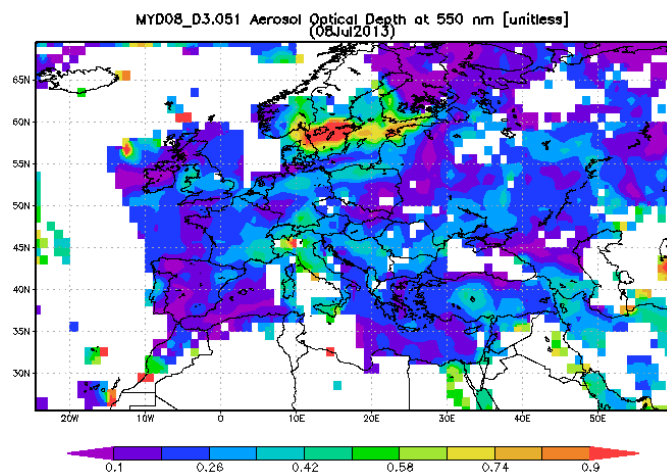 MYD08_D3.051 Aerosol Optical Depth at 550 nm [unitless]
(08Jul2013)
65N
60N
55N
50N
45N
40N
35N
30N
20W 10W 0 10E 20E 30E 40E 50E
0.1 0.26 0.42 0.58 0.74 0.9